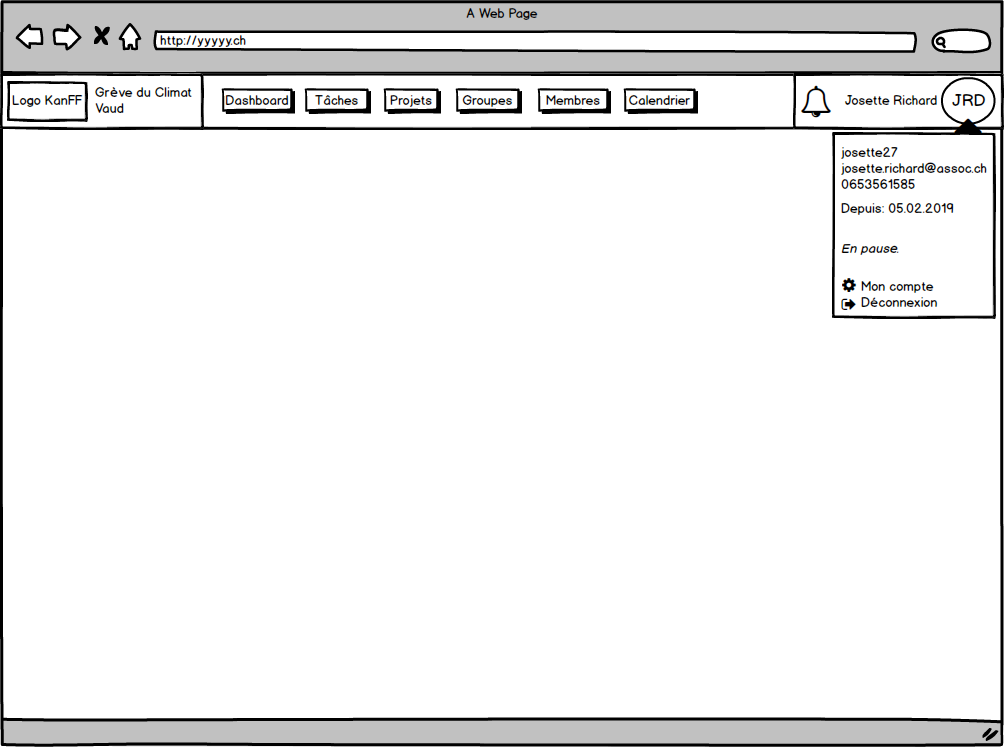 A Web Page
http://yyyyy.ch
Logo KanFF
Grève du Climat
Vaud
Dashboard
Tâches
Projets
Groupes
Membres
Calendrier
Josette Richard
JRD
josette27
josette.richard@assoc.ch
0653561585
Depuis: 05.02.2019
En pause.
Mon compte
Déconnexion